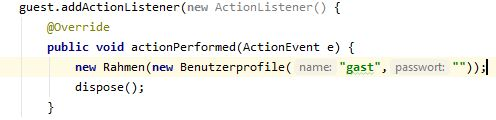 guest.addActionListener(new ActionListener() {
@Override
public void actionPerformed(ActionEvent e) {
new Rahmen(new Benutzerprofile( name: "gast", passwort: ""));
dispose();
}